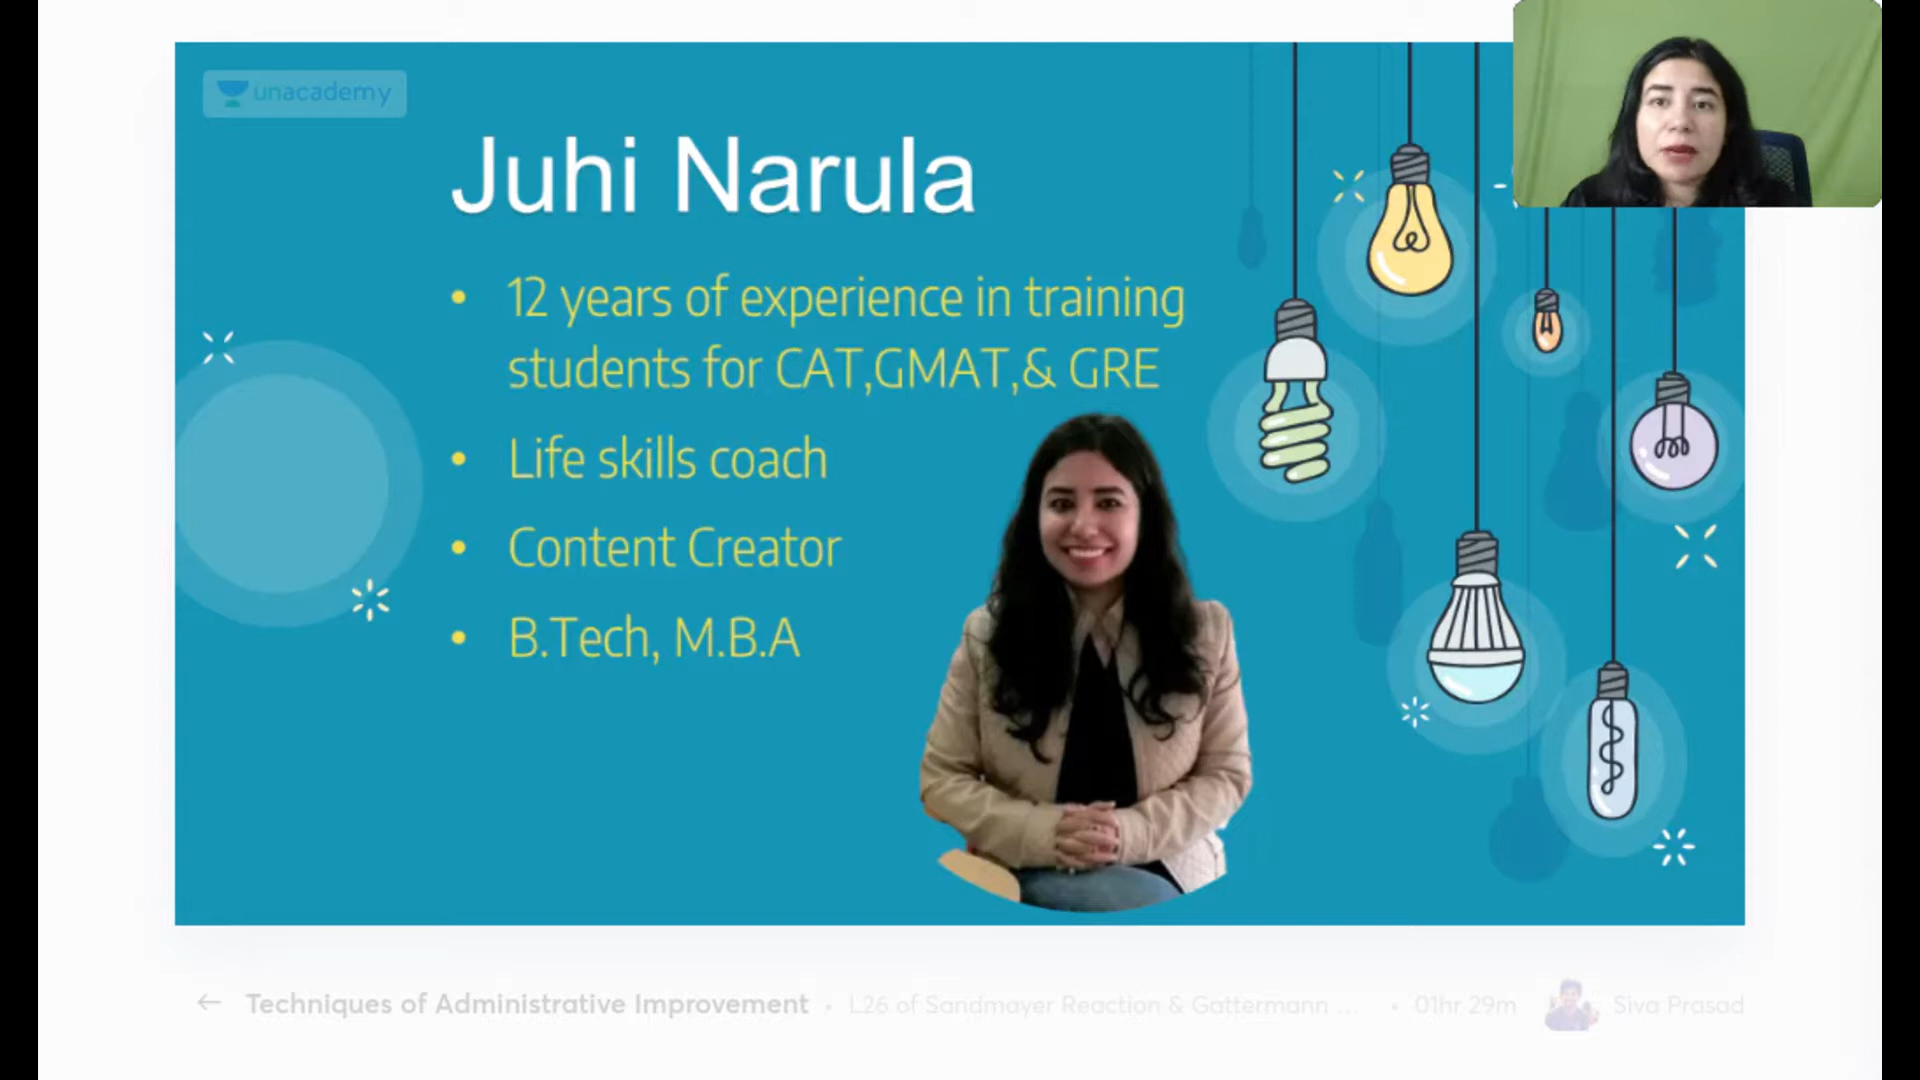 unacademy
Juhi Narula
• 12 years of experience in training
students for CAT,GMAT,& GRE
• Life skills coach
• Content Creator
• B.Tech, M.B.A
← Techniques of Administrative Improvement • L26 of Sandmayer Reaction & Gattermann ... • 01hr 29m Siva Prasad